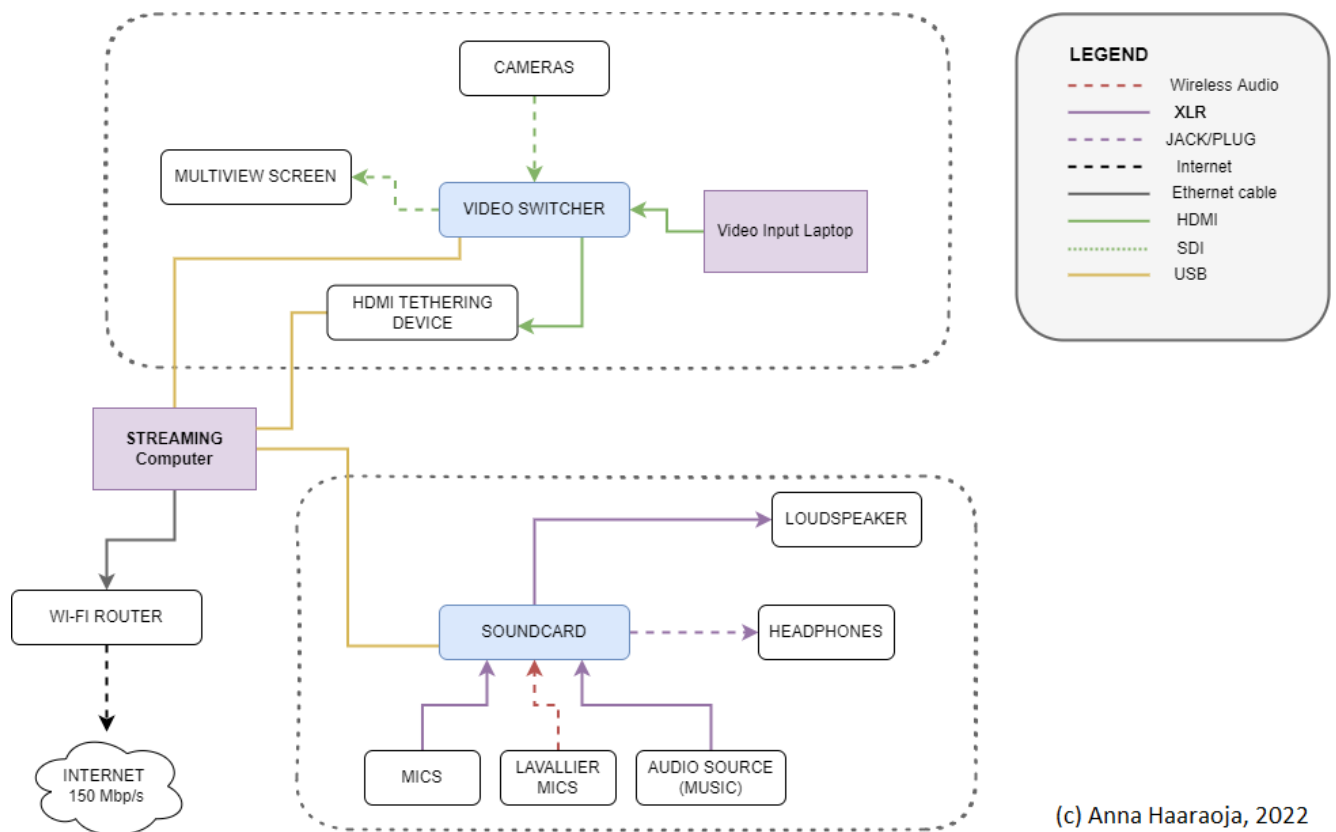 CAMERAS
MULTIVIEW SCREEN
VIDEO SWITCHER
Video Input Laptop
HDMI TETHERING
DEVICE
STREAMING
Computer
LOUDSPEAKER
WI-FI ROUTER
SOUNDCARD
HEADPHONES
INTERNET
150 Mbp/s
MICS
LAVALLIER
MICS
AUDIO SOURCE
(MUSIC)
LEGEND
Wireless Audio
XLR
JACK/PLUG
Internet
Ethernet cable
HDMI
SDI
USB
(c) Anna Haaraoja, 2022